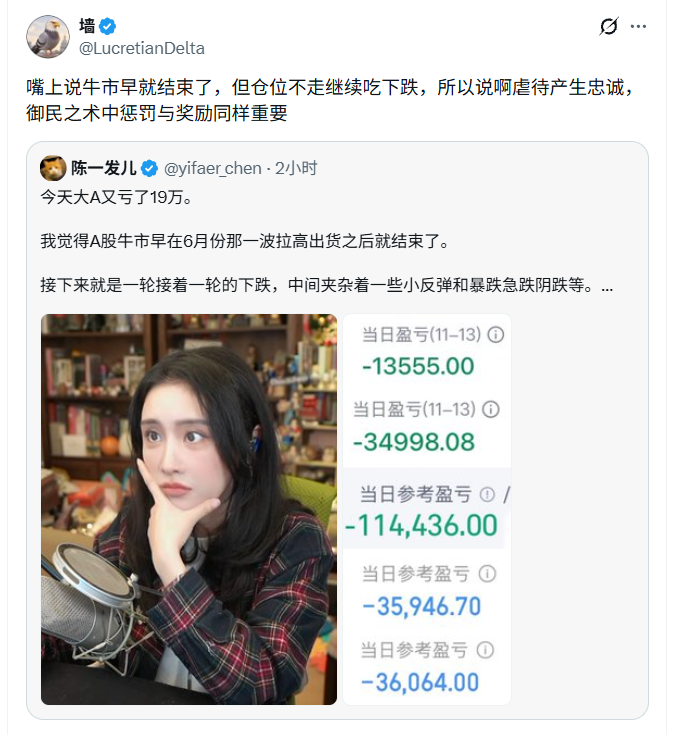 墙
@LucretianDelta
嘴上说牛市早就结束了，但仓位不走继续吃下跌，所以说啊虐待产生忠诚，
御民之术中惩罚与奖励同样重要
陈一发儿 @yifaer_chen · 2小时
今天大A又亏了19万。
我觉得A股牛市早在6月份那一波拉高出货之后就结束了。
接下来就是一轮接着一轮的下跌，中间夹杂着一些小反弹和暴跌急跌阴跌等。...
当日盈亏(11-13)
-13555.00
当日盈亏(11-13)
-34998.08
当日参考盈亏 /
-114,436.00
当日参考盈亏
-35,946.70
当日参考盈亏
-36,064.00